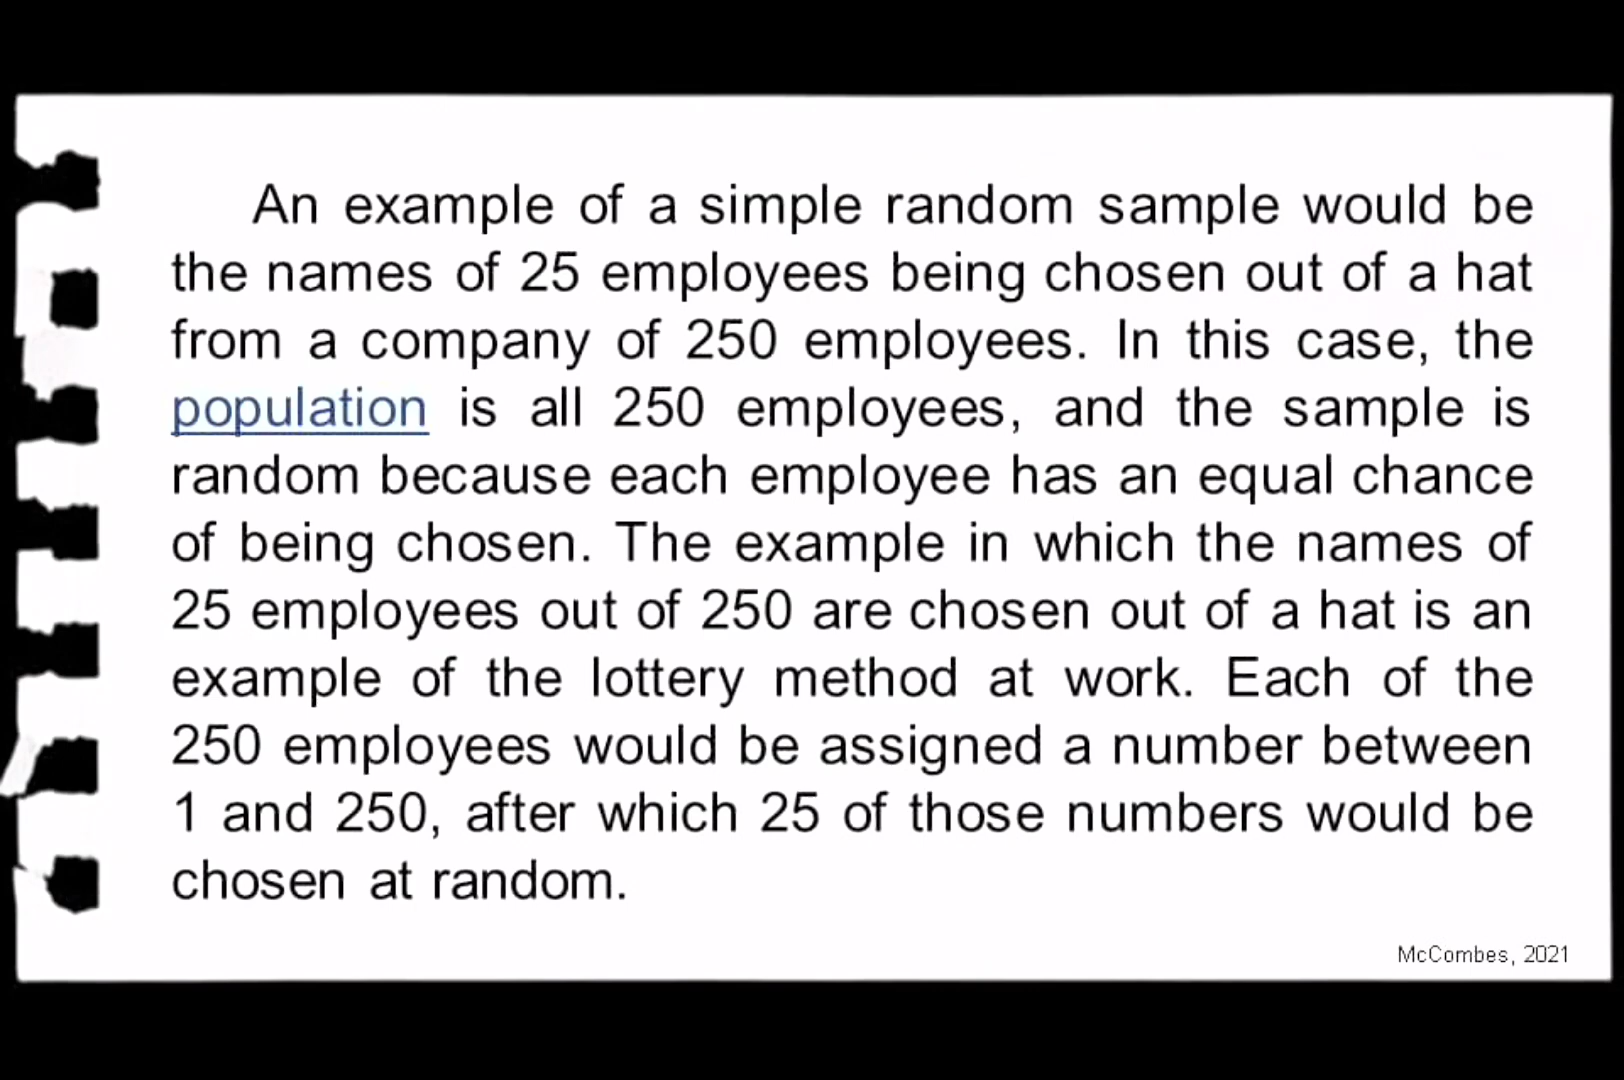 An example of a simple random sample would be
the names of 25 employees being chosen out of a hat
from a company of 250 employees. In this case, the
population is all 250 employees, and the sample is
random because each employee has an equal chance
of being chosen. The example in which the names of
25 employees out of 250 are chosen out of a hat is an
example of the lottery method at work. Each of the
250 employees would be assigned a number between
1 and 250, after which 25 of those numbers would be
chosen at random.
McCombes, 2021